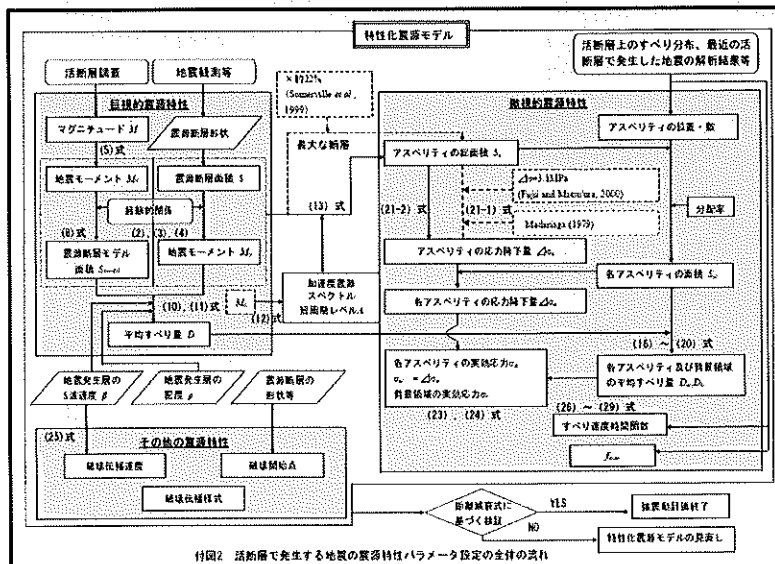 特性化震源モデル
活断層調査
地震観測等
巨視的震源特性
マグニチュード M
(5)式
震源断層形状
地震モーメント M₀
震源断層面積 S
経験的関係
(2)、(3)、(4)
震源断層モデル
地震モーメント M₀
(10)、(11)式
平均すべり量 D
× 約22%
(Somerville et al.,
1999)
長大な断層
(13) 式
M₀
(12)式
加速度震源
スペクトル
短周期レベル A
活断層上のすべり分布、最近の活
断層で発生した地震の解析結果等
微視的震源特性
アスペリティの位置・数
アスペリティの総面積 Sₐ
Δσ=3.1MPa
(Fujii and Matsu'ura, 2000)
(21-2) 式
(21-1) 式
Madariaga (1979)
分配率
アスペリティの応力降下量 Δσₐ
各アスペリティの面積
各アスペリティの応力降下量
(16) ～ (20) 式
各アスペリティの実効応力
背景領域の実効応力
(23) 、(24) 式
各アスペリティ及び背景領域
の平均すべり量
(26) ～ (29) 式
すべり速度時間関数
地震発生層の
S波速度 β
地震発生層の
密度 ρ
震源断層の
形状等
(25)式
その他の震源特性
破壊伝播速度
破壊開始点
破壊伝播様式
距離減衰式に
基づく検証
YES
強震動評価終了
NO
特性化震源モデルの見直し
付図2 活断層で発生する地震の震源特性パラメータ設定の全体の流れ